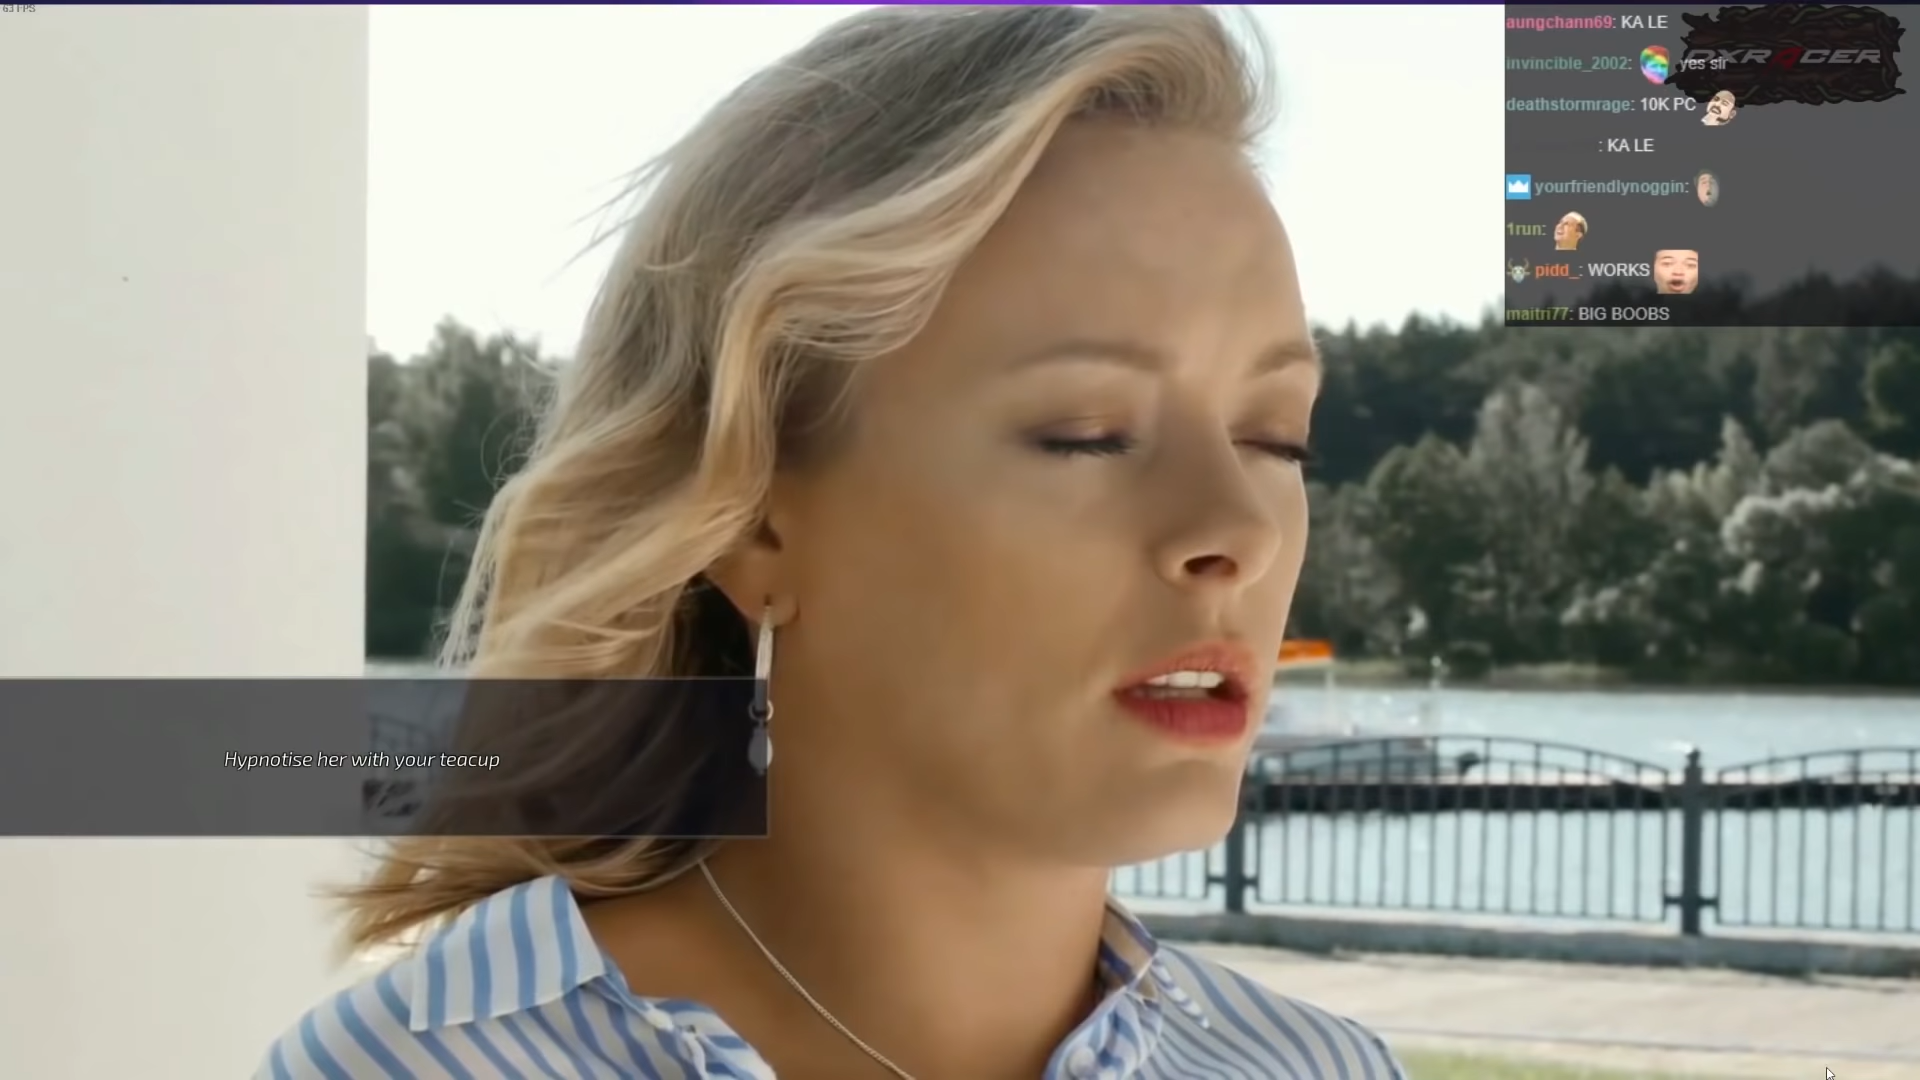 63 FPS
aungchann69: KA LE
invincible_2002: yes sir
DXRACER
deathstormrage: 10K PC
: KA LE
yourfriendlynoggin:
1run:
pidd_: WORKS
maitri77: BIG BOOBS
Hypnotise her with your teacup